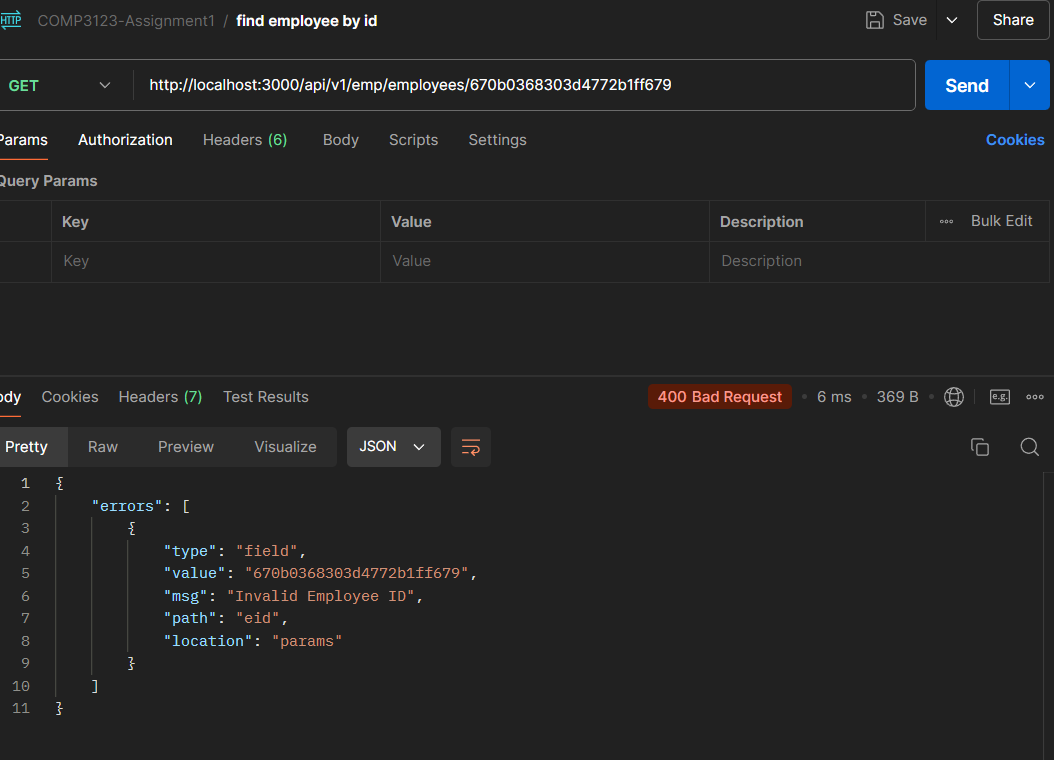 HTTP COMP3123-Assignment1 / find employee by id Save Share
GET http://localhost:3000/api/v1/emp/employees/670b0368303d4772b1ff679 Send
Params Authorization Headers (6) Body Scripts Settings Cookies
Query Params
Key Value Description Bulk Edit
Key Value Description
ody Cookies Headers (7) Test Results 400 Bad Request 6 ms 369 B e.g.
Pretty Raw Preview Visualize JSON
1 {
2 "errors": [
3 {
4 "type": "field",
5 "value": "670b0368303d4772b1ff679",
6 "msg": "Invalid Employee ID",
7 "path": "eid",
8 "location": "params"
9 }
10 ]
11 }